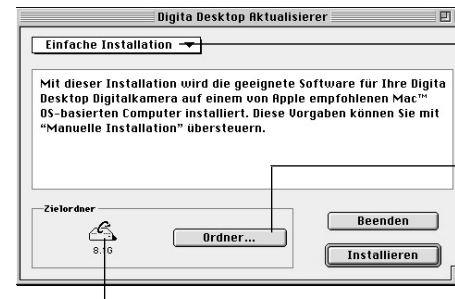 Digita Desktop Aktualisierer
Einfache Installation
Mit dieser Installation wird die geeignete Software für Ihre Digita
Desktop Digitalkamera auf einem von Apple empfohlenen Mac™
OS-basierten Computer installiert. Diese Vorgaben können Sie mit
“Manuelle Installation” übersteuern.
Zielordner
Ordner...
Beenden
Installieren